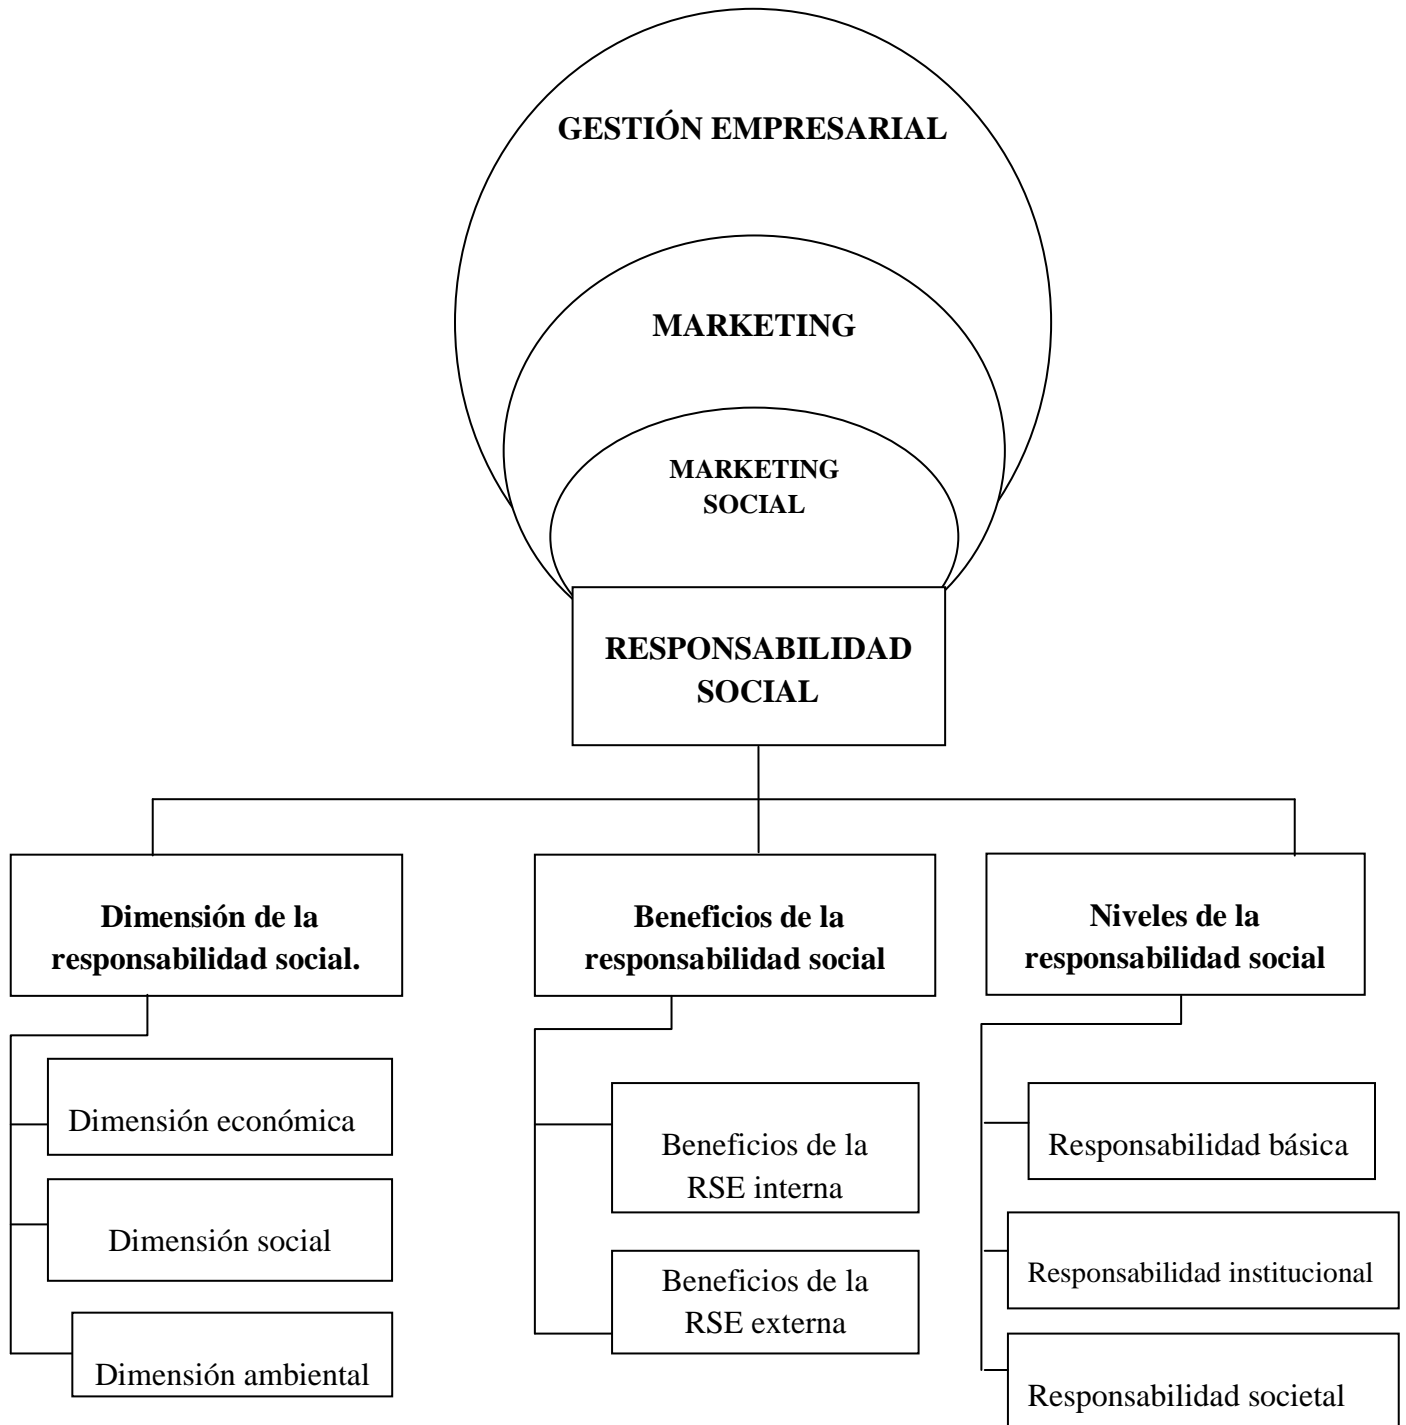 GESTIÓN EMPRESARIAL
MARKETING
MARKETING
SOCIAL
RESPONSABILIDAD
SOCIAL
Dimensión de la
responsabilidad social.
Dimensión económica
Dimensión social
Dimensión ambiental
Beneficios de la
responsabilidad social
Beneficios de la
RSE interna
Beneficios de la
RSE externa
Niveles de la
responsabilidad social
Responsabilidad básica
Responsabilidad institucional
Responsabilidad societal